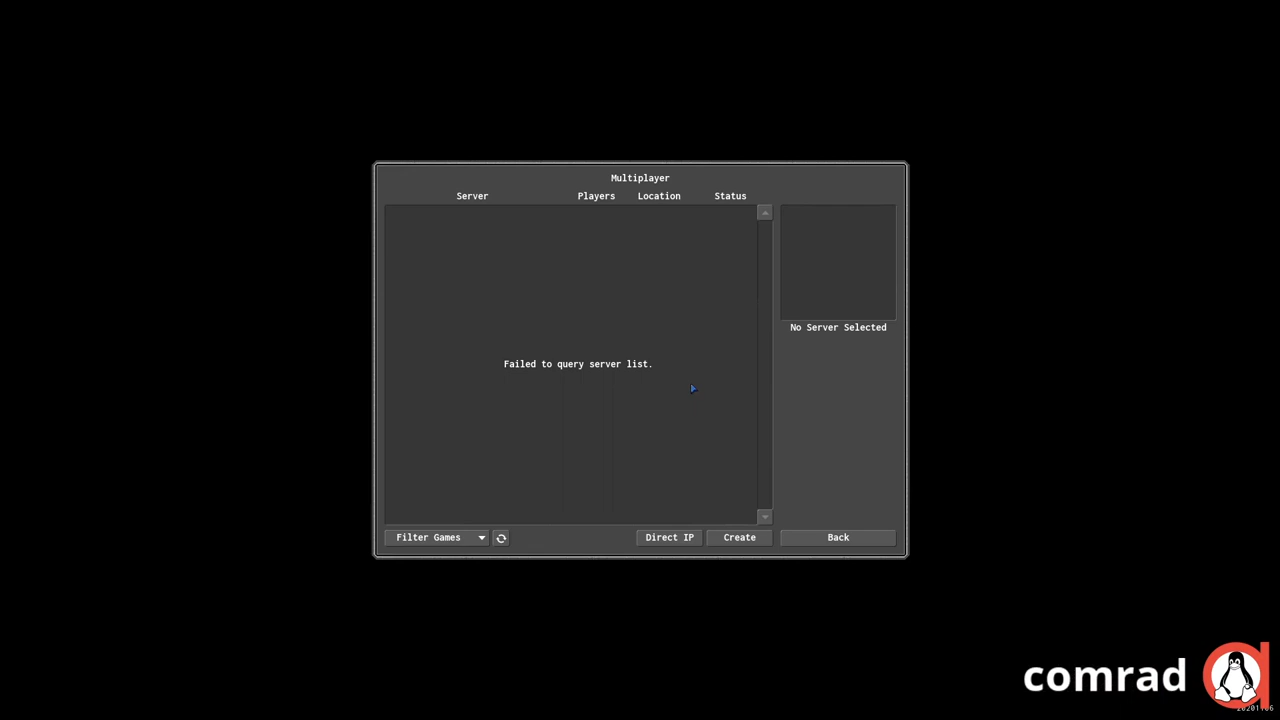 Multiplayer
Server Players Location Status
No Server Selected
Failed to query server list.
Filter Games Direct IP Create Back
comrad